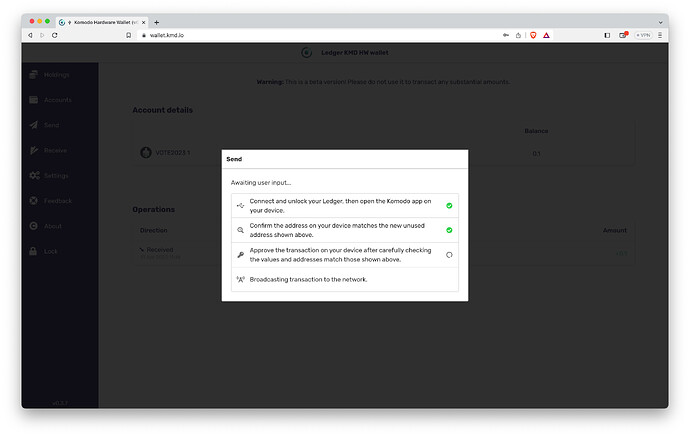 Komodo Hardware Wallet (v0
wallet.kmd.io
VPN
Ledger KMD HW wallet
Warning: This is a beta version! Please do not use it to transact any substantial amounts.
Holdings
Accounts
Send
Receive
Settings
Feedback
About
Lock
Account details
Balance
VOTE2023 1
Operations
Direction
Amount
Received
Send
Awaiting user input...
Connect and unlock your Ledger, then open the Komodo app on
your device.
Confirm the address on your device matches the new unused
address shown above.
Approve the transaction on your device after carefully checking
the values and addresses match those shown above.
Broadcasting transaction to the network.